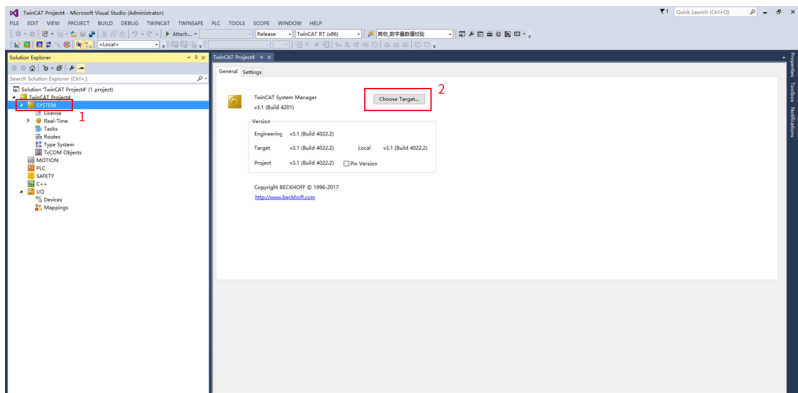 TwinCAT Project4 - Microsoft Visual Studio (Administrator)
Quick Launch (Ctrl+Q)
FILE EDIT VIEW PROJECT BUILD DEBUG TWINCAT TWINSAFE PLC TOOLS SCOPE WINDOW HELP
Attach... Release TwinCAT RT (x86)
<Local>
Solution Explorer
TwinCAT Project4
Search Solution Explorer (Ctrl+;)
Solution 'TwinCAT Project4' (1 project)
TwinCAT Project4
SYSTEM
1
License
Real-Time
Tasks
Routes
Type System
TcCOM Objects
MOTION
PLC
SAFETY
C++
I/O
Devices
Mappings
General Settings
TwinCAT System Manager
v3.1 (Build 4201)
Choose Target...
2
Version
Engineering v3.1 (Build 4022.2)
Target v3.1 (Build 4022.2) Local v3.1 (Build 4022.2)
Project v3.1 (Build 4022.2) Pin Version
Copyright BECKHOFF © 1996-2017
http://www.beckhoff.com
Properties
Toolbox
Notifications